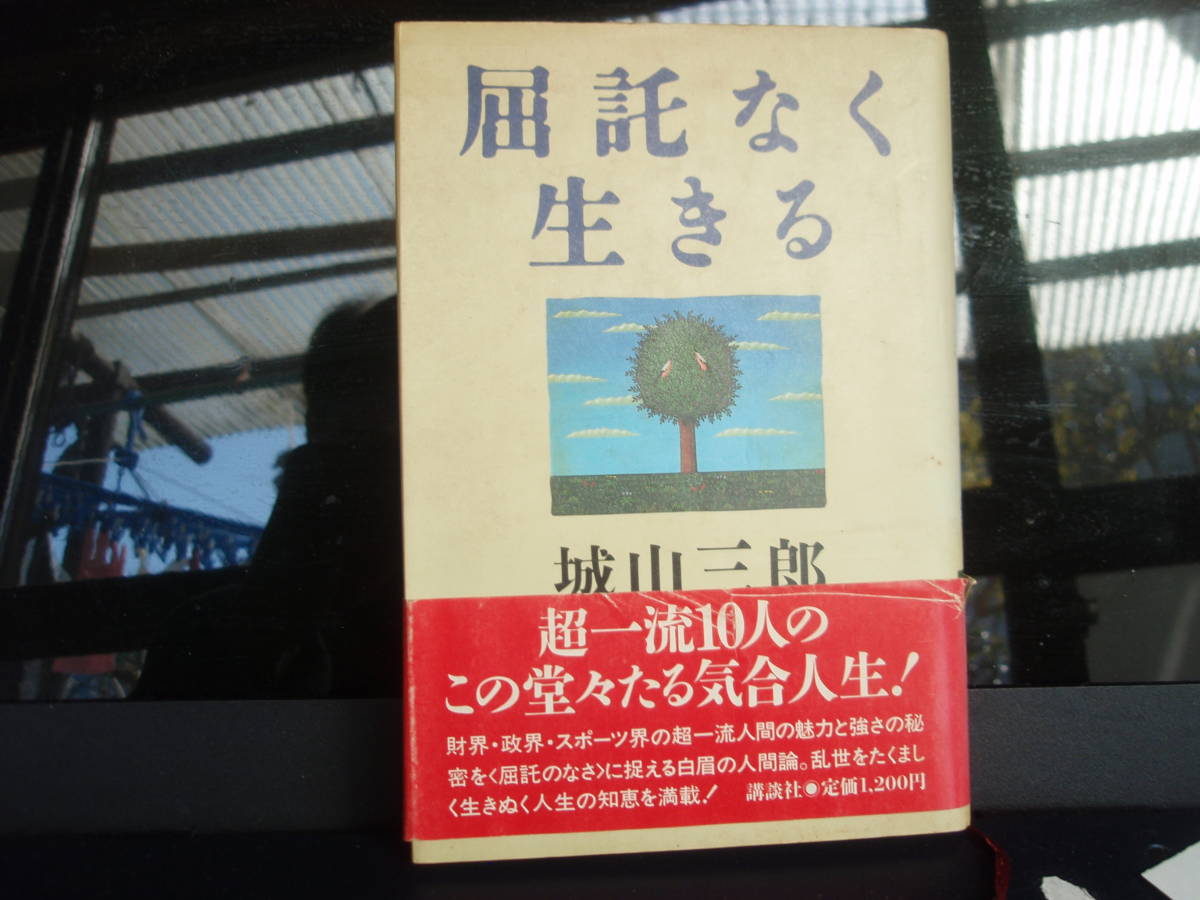 屈託なく
生きる
城山三郎
超一流10人の
この堂々たる気合人生!
財界・政界・スポーツ界の超一流人間の魅力と強さの秘
密を〈屈託のなさ〉に捉える白眉の人間論。乱世をたくまし
く生きぬく人生の知恵を満載! 講談社◉定価1,200円